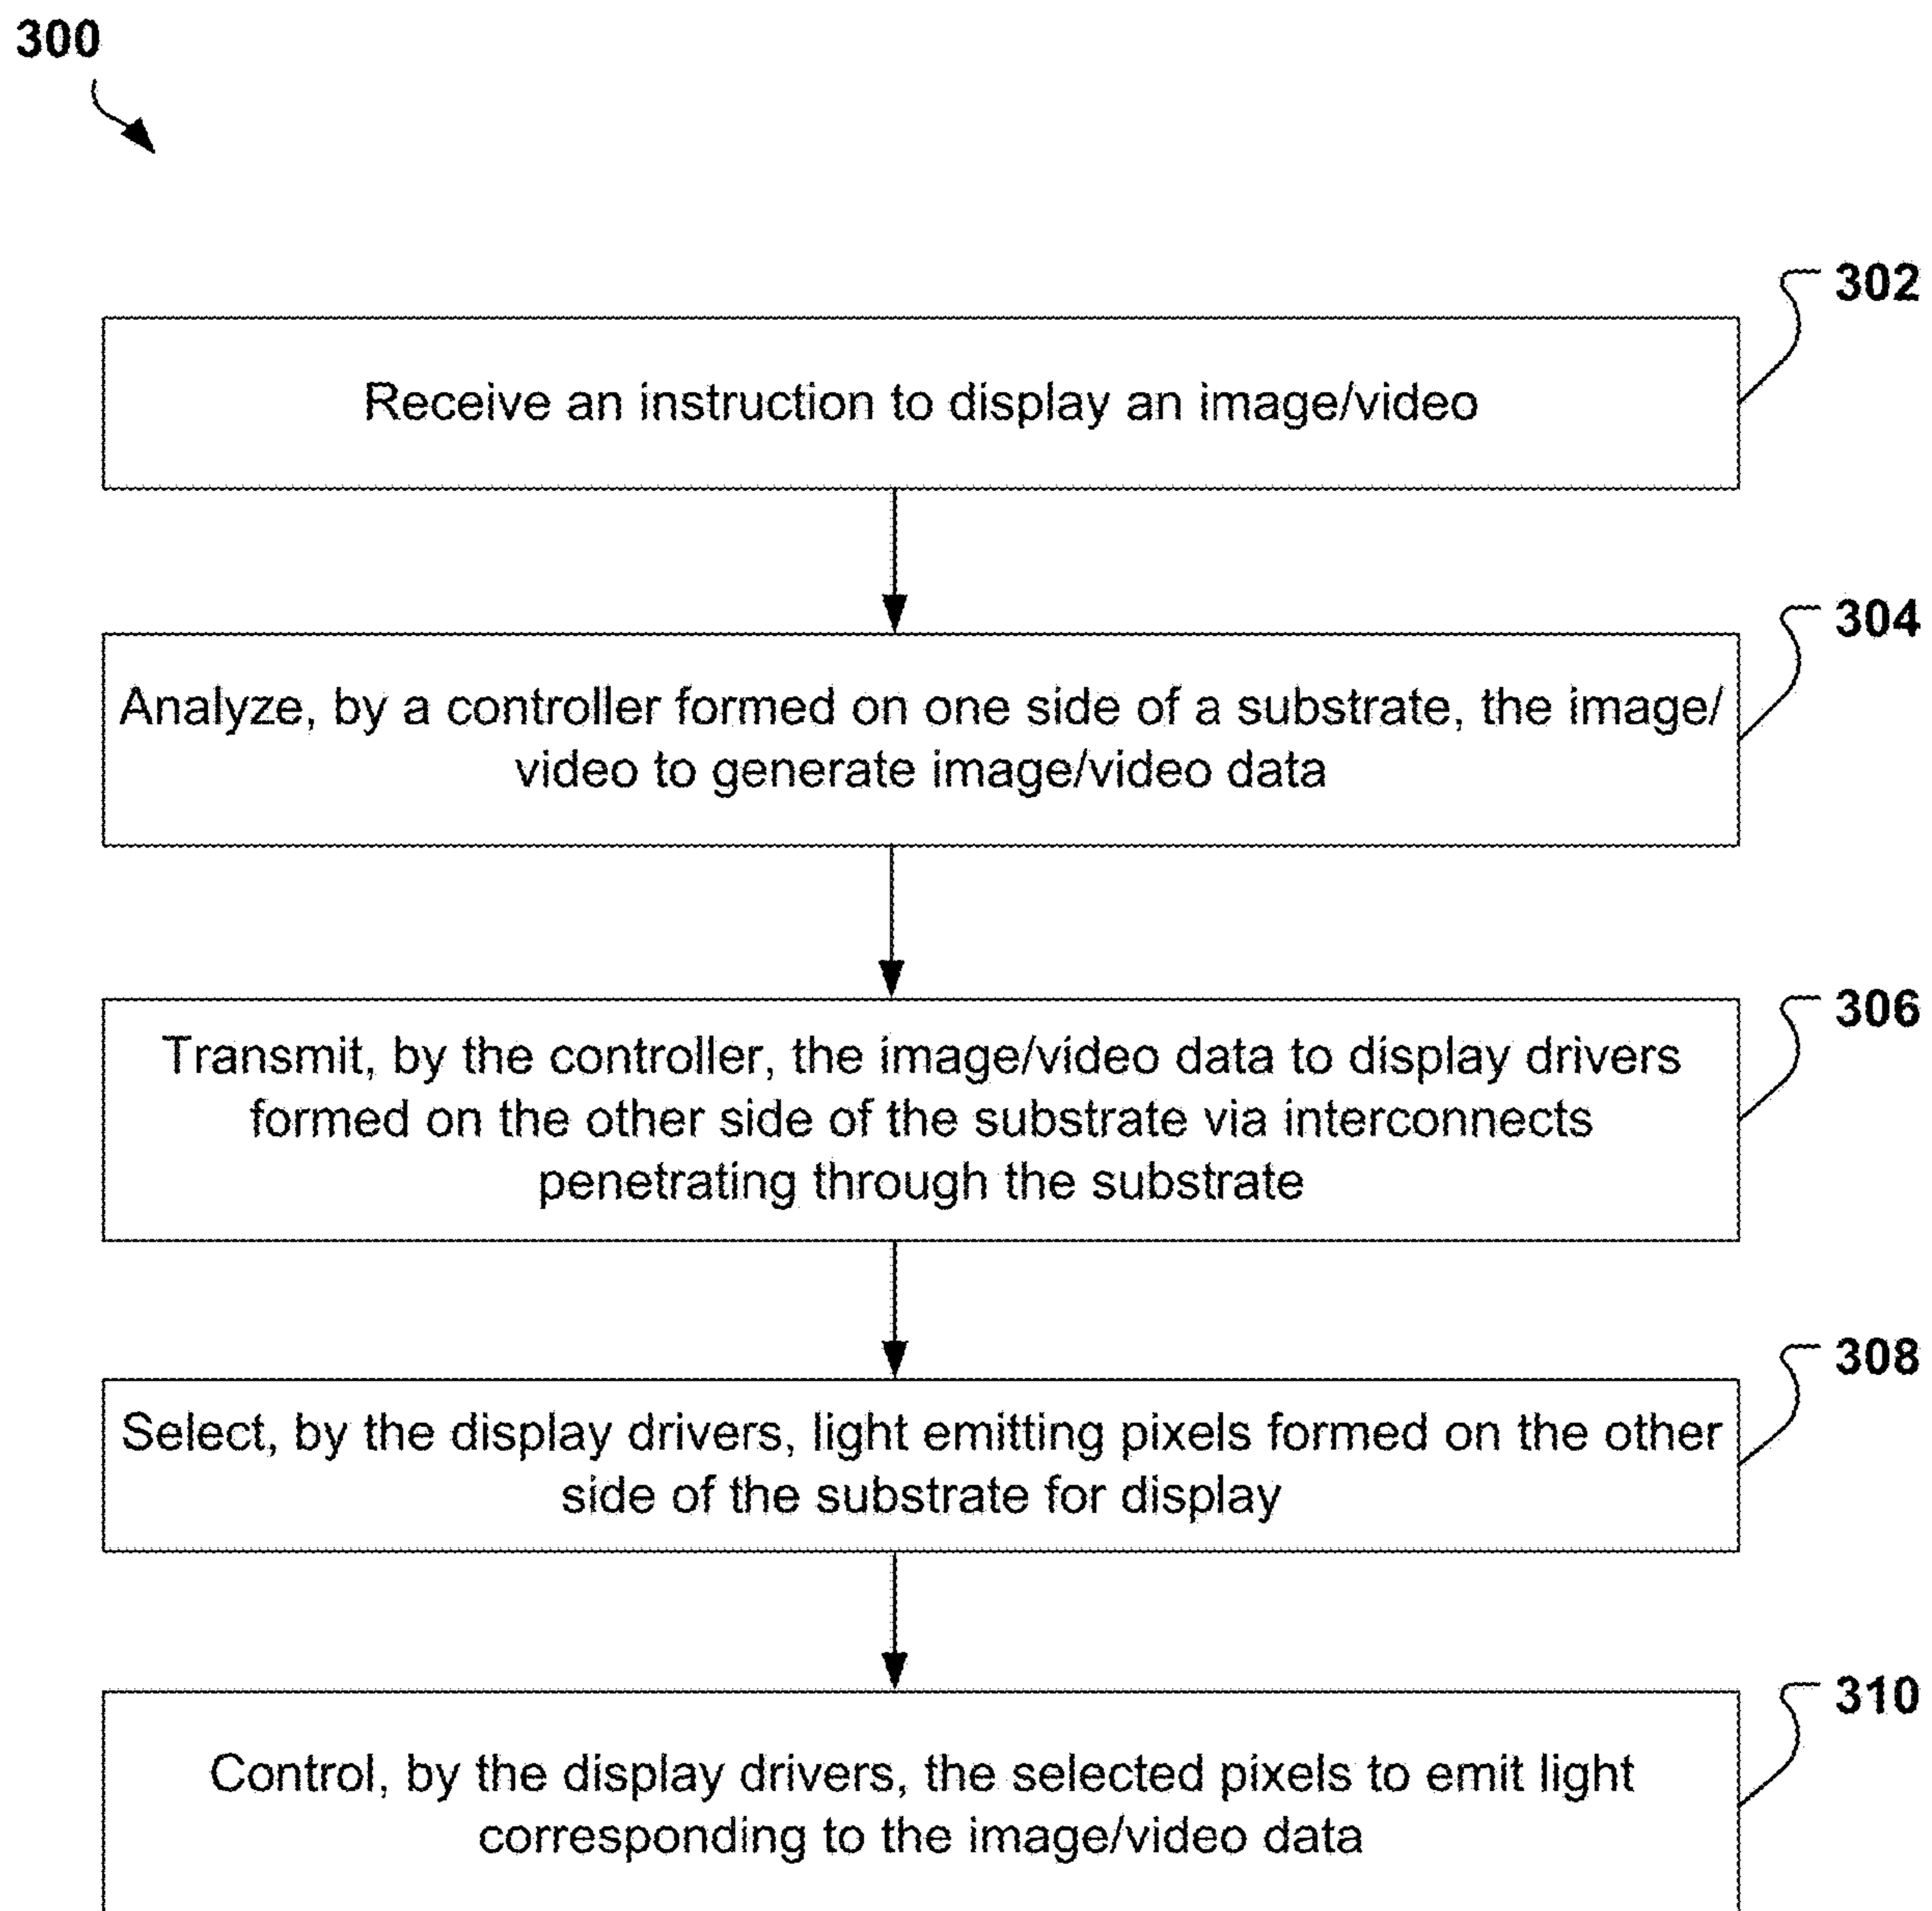 300
302
Receive an instruction to display an image/video
304
Analyze, by a controller formed on one side of a substrate, the image/
video to generate image/video data
306
Transmit, by the controller, the image/video data to display drivers
formed on the other side of the substrate via interconnects
penetrating through the substrate
308
Select, by the display drivers, light emitting pixels formed on the other
side of the substrate for display
310
Control, by the display drivers, the selected pixels to emit light
corresponding to the image/video data